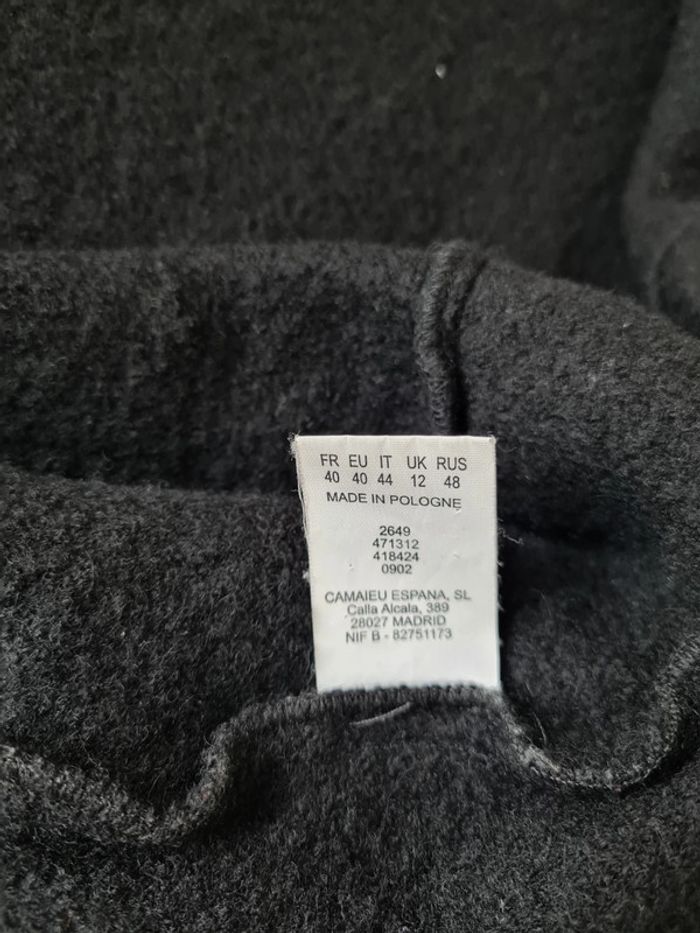 FR EU IT UK RUS
40 40 44 12 48
MADE IN POLOGNE
2649
471312
418424
0902
CAMAIEU ESPANA, SL
Calla Alcala, 389
28027 MADRID
NIF B - 82751173